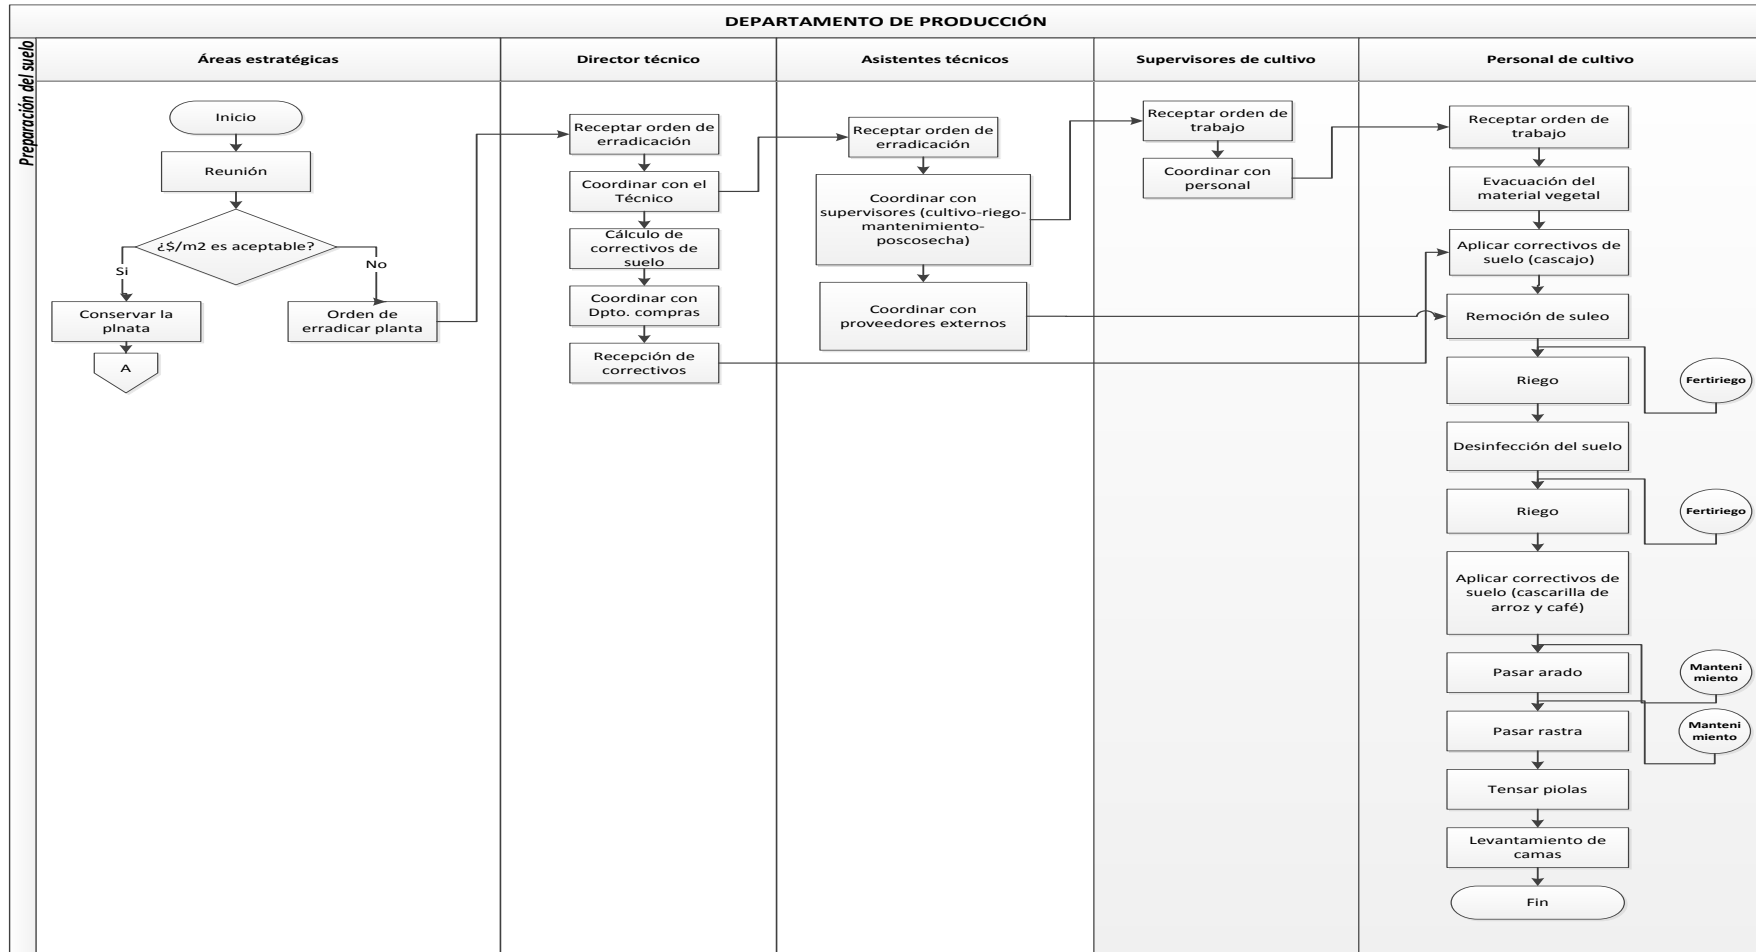 DEPARTAMENTO DE PRODUCCIÓN
Preparación del suelo
Áreas estratégicas
Director técnico
Asistentes técnicos
Supervisores de cultivo
Personal de cultivo
Inicio
Reunión
¿$/m2 es aceptable?
Si
No
Conservar la
plnata
Orden de
erradicar planta
A
Receptar orden de
erradicación
Coordinar con el
Técnico
Cálculo de
correctivos de
suelo
Coordinar con
Dpto. compras
Recepción de
correctivos
Receptar orden de
erradicación
Coordinar con
supervisores (cultivo-riego-
mantenimiento-
poscosecha)
Coordinar con
proveedores externos
Receptar orden de
trabajo
Coordinar con
personal
Receptar orden de
trabajo
Evacuación del
material vegetal
Aplicar correctivos de
suelo (cascajo)
Remoción de suleo
Riego
Fertiriego
Desinfección del suelo
Riego
Fertiriego
Aplicar correctivos de
suelo (cascarilla de
arroz y café)
Pasar arado
Manteni
miento
Pasar rastra
Manteni
miento
Tensar piolas
Levantamiento de
camas
Fin